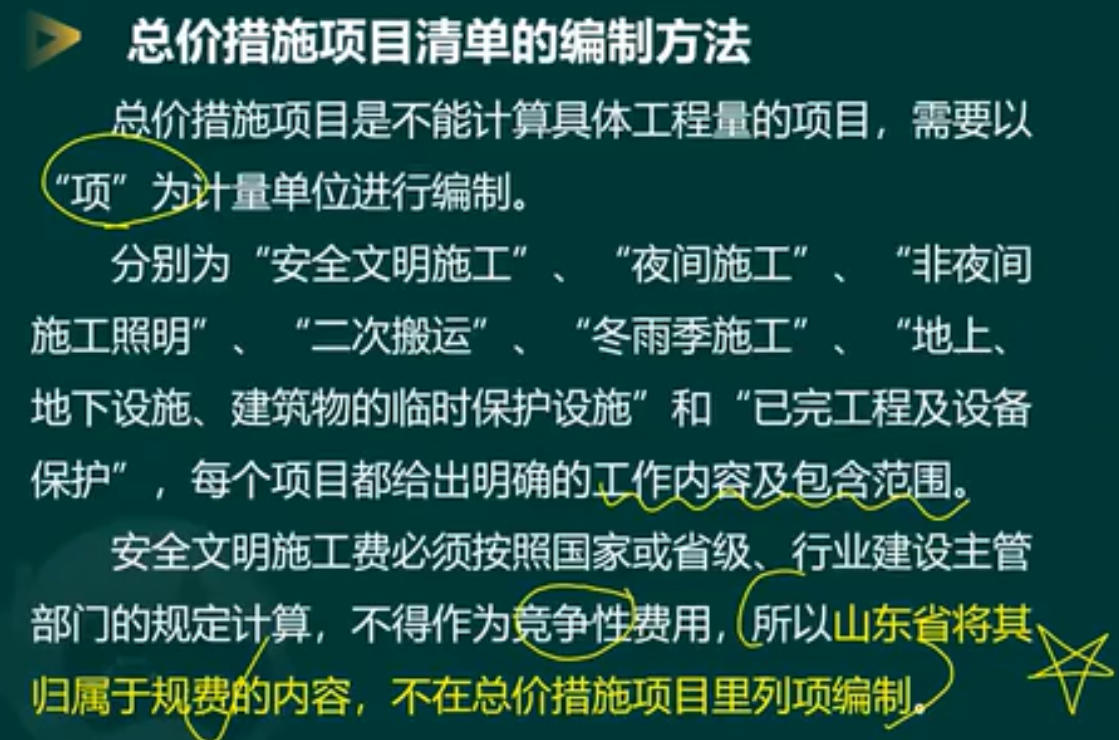 总价措施项目清单的编制方法
总价措施项目是不能计算具体工程量的项目，需要以
“项”为计量单位进行编制。
分别为“安全文明施工”、“夜间施工”、“非夜间
施工照明”、“二次搬运”、“冬雨季施工”、“地上、
地下设施、建筑物的临时保护设施”和“已完工程及设备
保护”，每个项目都给出明确的工作内容及包含范围。
安全文明施工费必须按照国家或省级、行业建设主管
部门的规定计算，不得作为竞争性费用，所以山东省将其
归属于规费的内容，不在总价措施项目里列项编制。